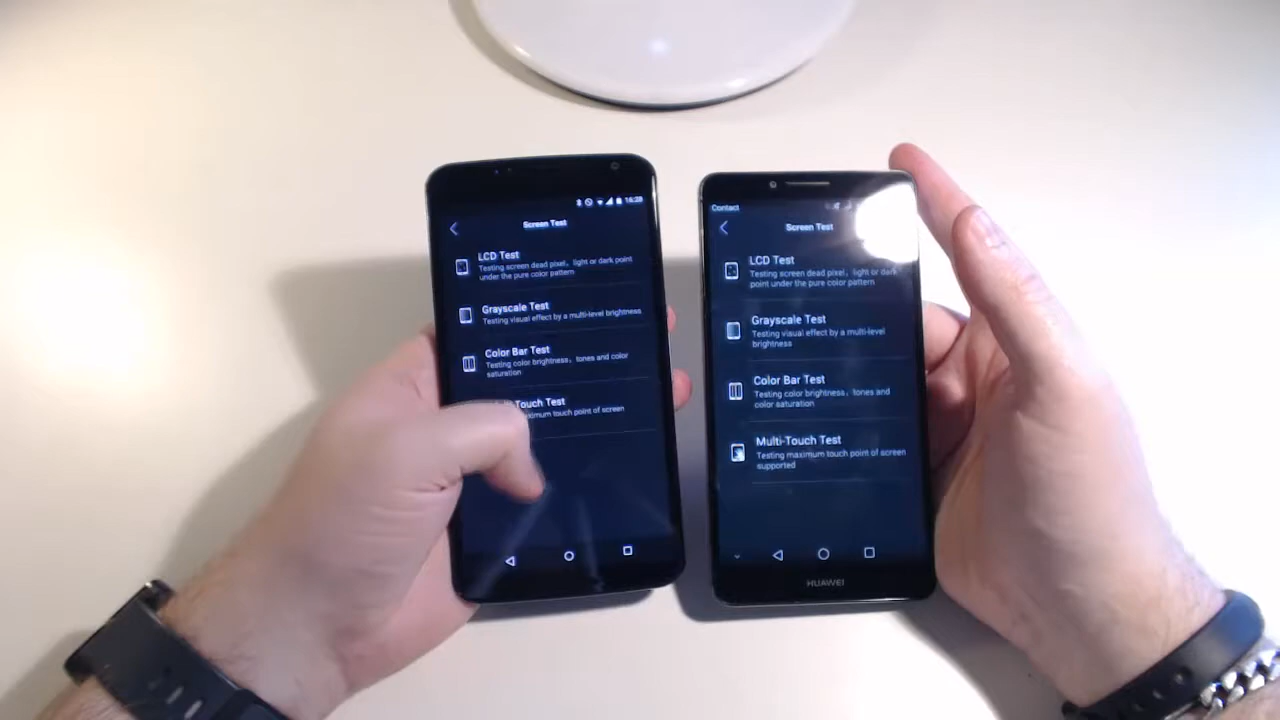 16:28
Screen Test
LCD Test
Testing screen dead pixel、light or dark point
under the pure color pattern
Grayscale Test
Testing visual effect by a multi-level brightness
Color Bar Test
Testing color brightness、tones and color
saturation
Touch Test
maximum touch point of screen
Contact
Screen Test
LCD Test
Testing screen dead pixel、light or dark
point under the pure color pattern
Grayscale Test
Testing visual effect by a multi-level
brightness
Color Bar Test
Testing color brightness、tones and
color saturation
Multi-Touch Test
Testing maximum touch point of screen
supported
HUAWEI